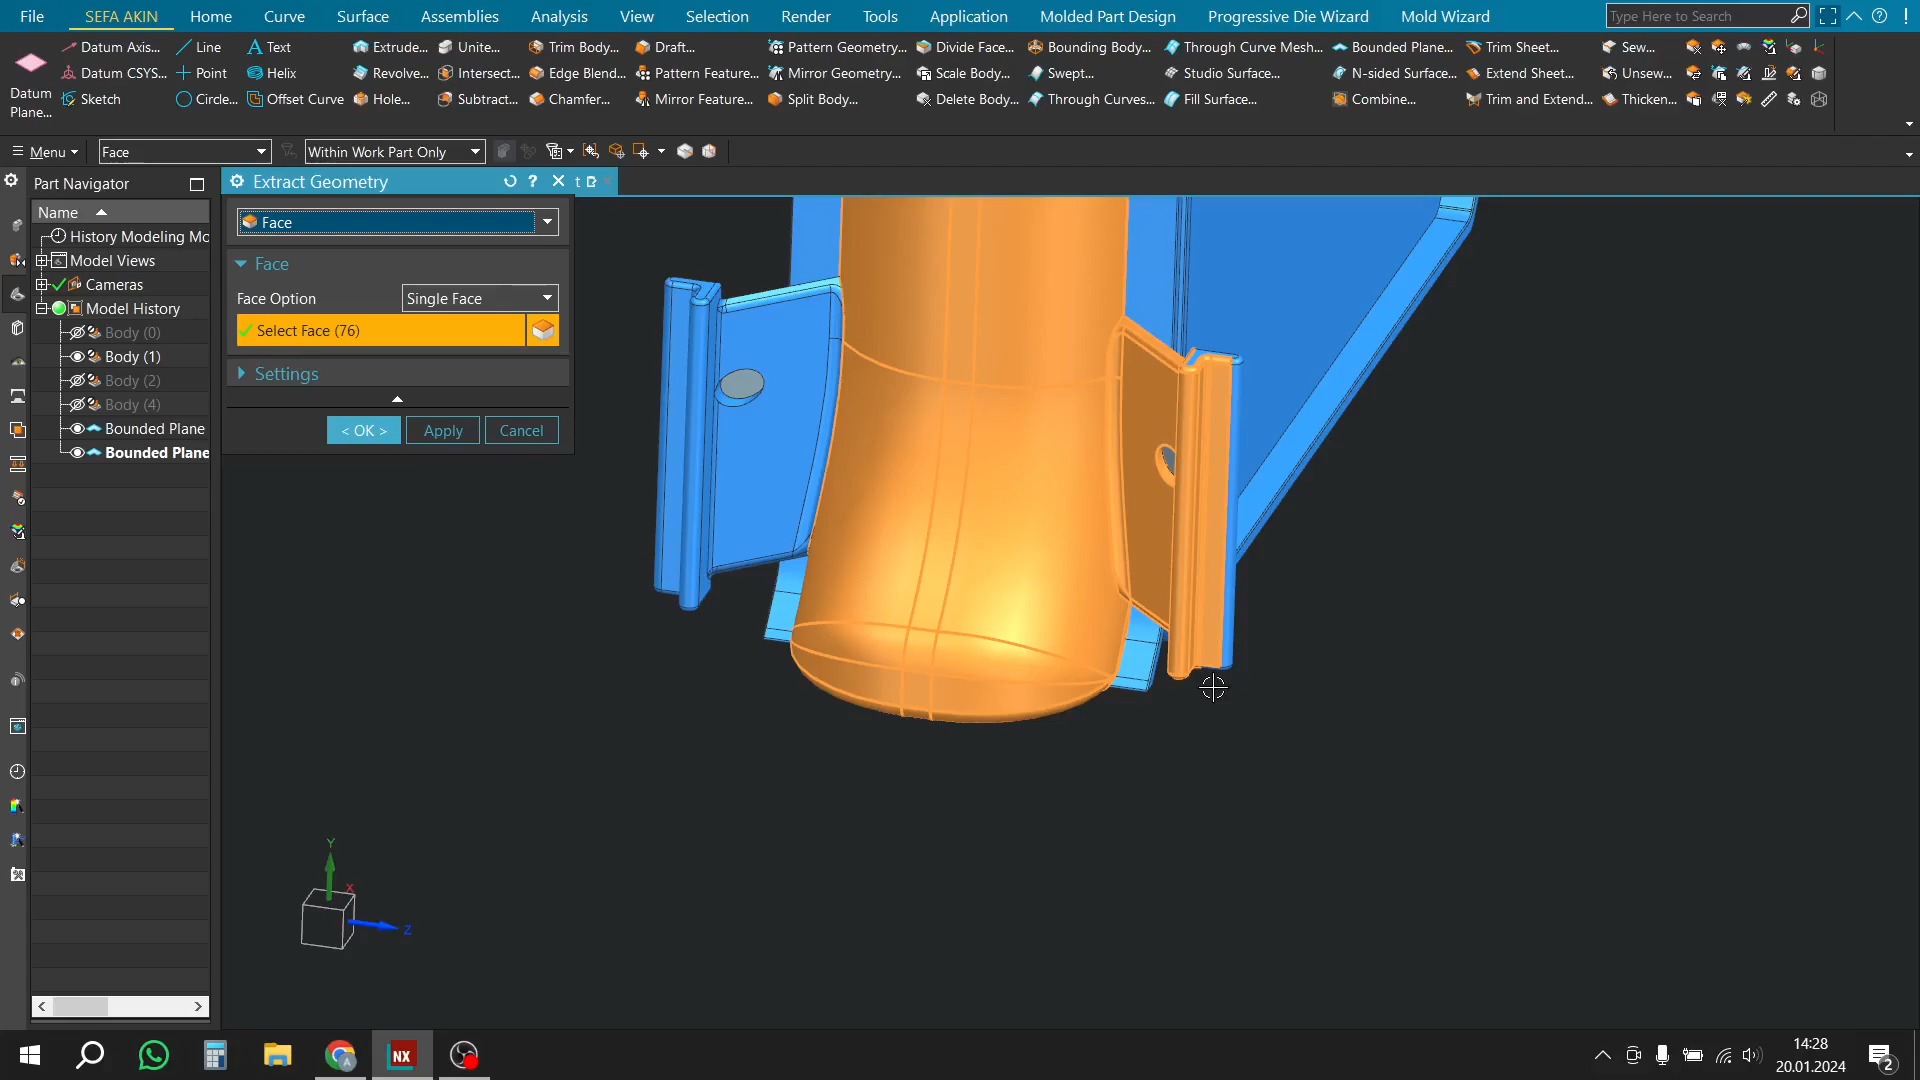 File SEFA AKIN Home Curve Surface Assemblies Analysis View Selection Render Tools Application Molded Part Design Progressive Die Wizard Mold Wizard Type Here to Search
Datum Plane...
Datum Axis... Line Text Extrude... Unite... Trim Body... Draft... Pattern Geometry... Divide Face... Bounding Body... Through Curve Mesh... Bounded Plane... Trim Sheet... Sew...
Datum CSYS... Point Helix Revolve... Intersect... Edge Blend... Pattern Feature... Mirror Geometry... Scale Body... Swept... Studio Surface... N-sided Surface... Extend Sheet... Unsew...
Sketch Circle... Offset Curve Hole... Subtract... Chamfer... Mirror Feature... Split Body... Delete Body... Through Curves... Fill Surface... Combine... Trim and Extend... Thicken...
Menu Face Within Work Part Only
Part Navigator
Name
History Modeling Mo
Model Views
Cameras
Model History
Body (0)
Body (1)
Body (2)
Body (4)
Bounded Plane
Bounded Plane
Extract Geometry
t
Face
Face
Face Option Single Face
Select Face (76)
Settings
< OK > Apply Cancel
Y
X
Z
NX
A
14:28
20.01.2024
2